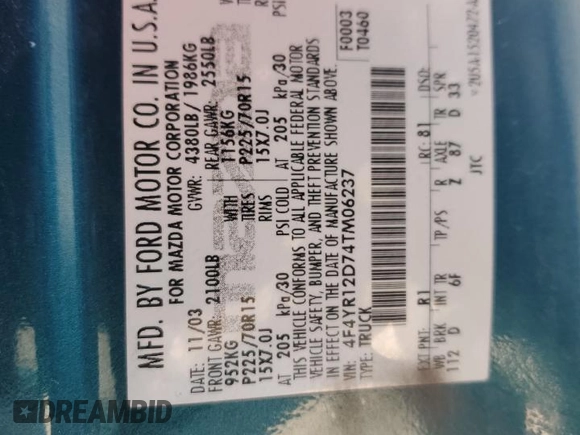 MFD. BY FORD MOTOR CO. IN U.S.A.
FOR MAZDA MOTOR CORPORATION
DATE: 11/03 GVWR: 4380LB/ 1986KG
FRONT GAWR: 2100LB REAR GAWR: 2550LB
952KG WITH 1156KG WITH
P225/70R15 TIRES P225/70R15
15X7.0J RIMS 15X7.0J
AT 205 kPa/30 PSI COLD AT 205 kPa/30 PSI
THIS VEHICLE CONFORMS TO ALL APPLICABLE FEDERAL MOTOR
VEHICLE SAFETY, BUMPER, AND THEFT PREVENTION STANDARDS
IN EFFECT ON THE DATE OF MANUFACTURE SHOWN ABOVE.
VIN: 4F4YR12D74TM06237 F0003
TYPE: TRUCK T0460
mazda
EXT PNT: R1 RC: 81 DSO:
WB BRK INT TR TP/PS R AXLE TR SPR
112 D 6F Z 87 D 33
JTC
DREAMBID